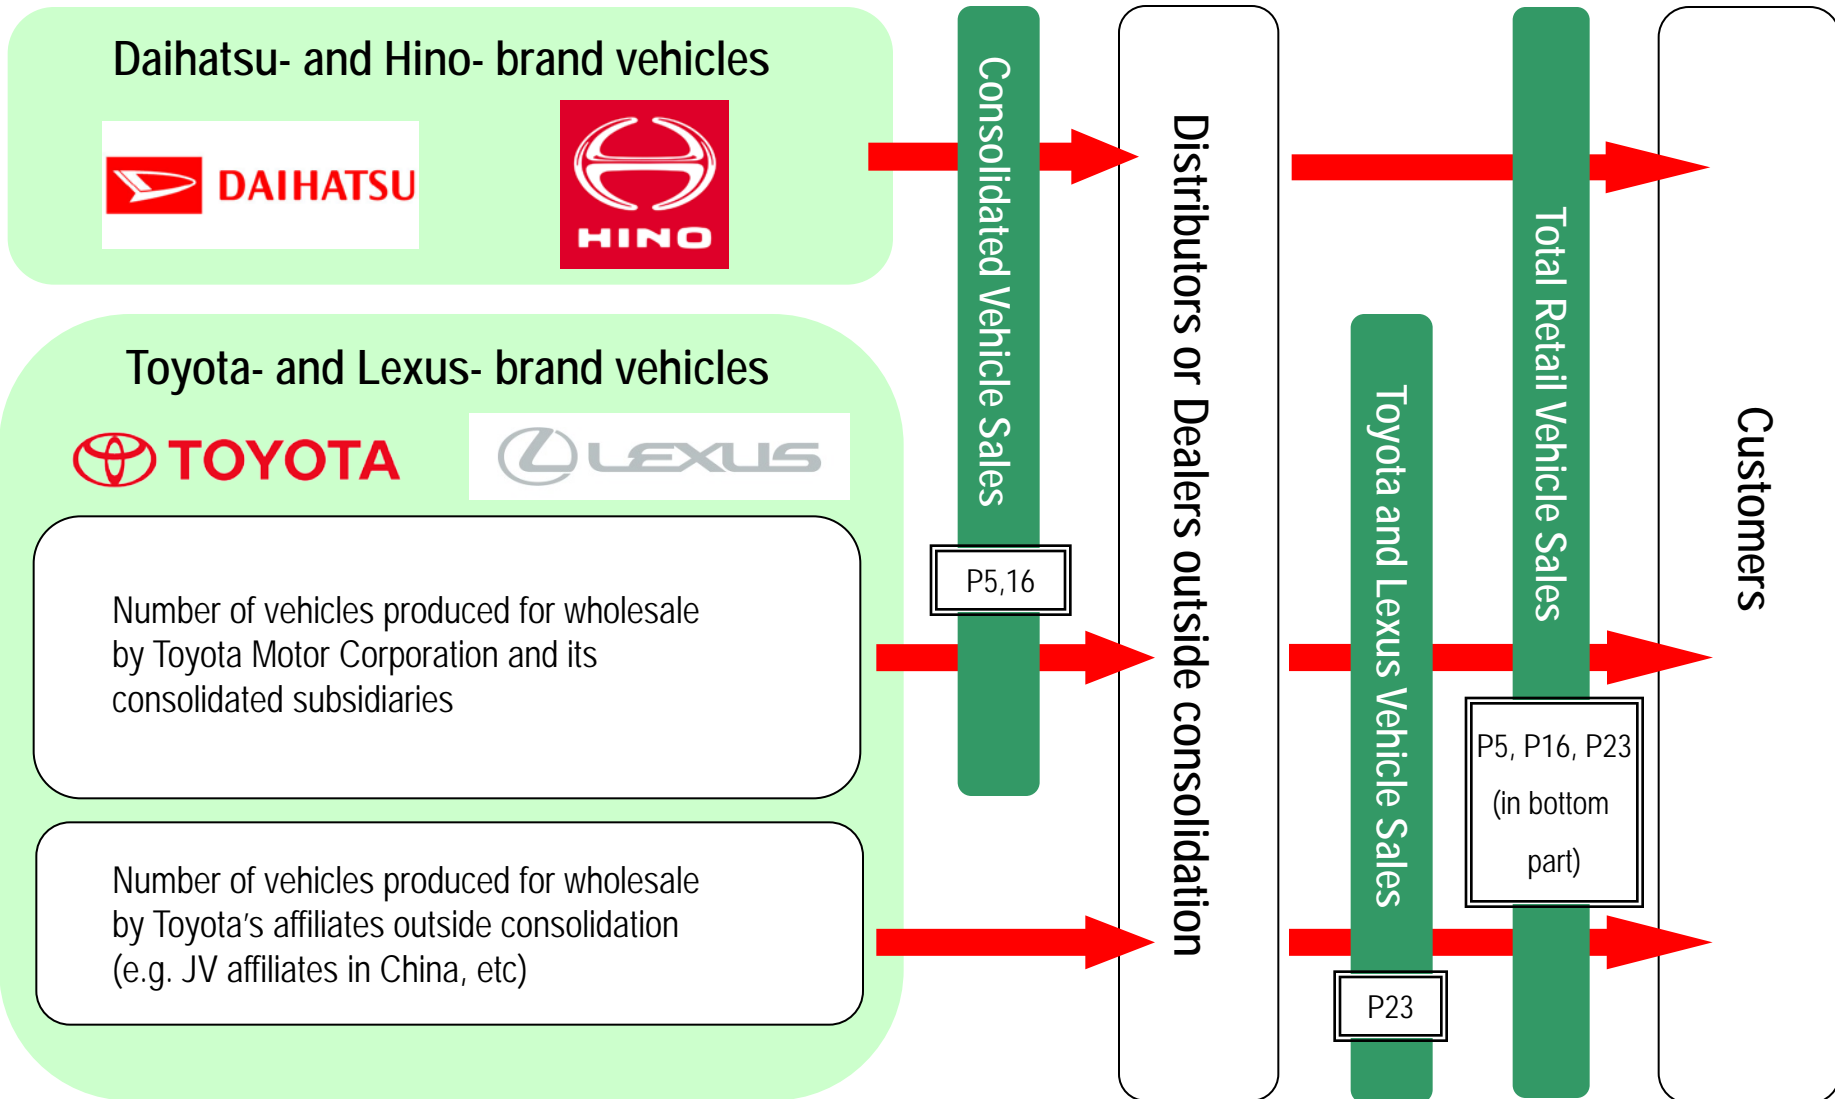 Daihatsu- and Hino- brand vehicles
DAIHATSU
HINO
Toyota- and Lexus- brand vehicles
TOYOTA
LEXUS
Number of vehicles produced for wholesale
by Toyota Motor Corporation and its
consolidated subsidiaries
Number of vehicles produced for wholesale
by Toyota’s affiliates outside consolidation
(e.g. JV affiliates in China, etc)
Consolidated Vehicle Sales
P5,16
Distributors or Dealers outside consolidation
Toyota and Lexus Vehicle Sales
P23
Total Retail Vehicle Sales
P5, P16, P23
(in bottom
part)
Customers